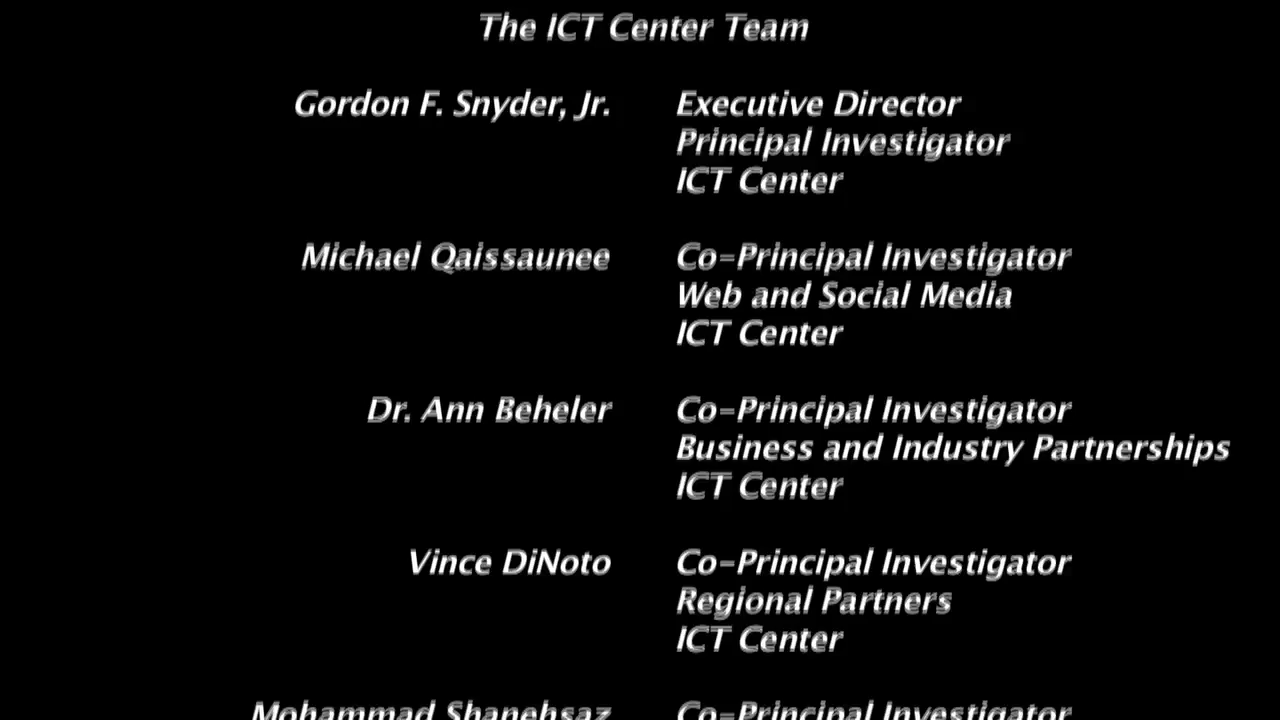 The ICT Center Team
Gordon F. Snyder, Jr. Executive Director
Principal Investigator
ICT Center
Michael Qaissaunee Co-Principal Investigator
Web and Social Media
ICT Center
Dr. Ann Beheler Co-Principal Investigator
Business and Industry Partnerships
ICT Center
Vince DiNoto Co-Principal Investigator
Regional Partners
ICT Center
Mohammad Shanehsaz Co-Principal Investigator